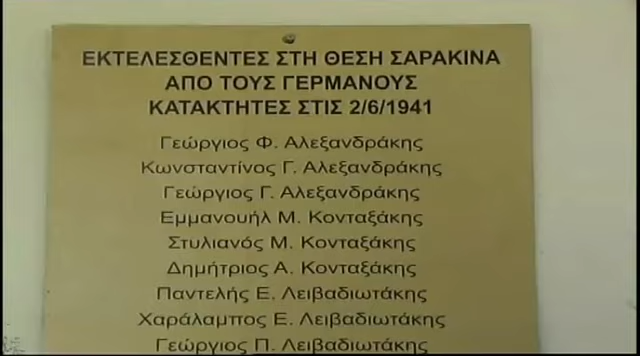 ΕΚΤΕΛΕΣΘΕΝΤΕΣ ΣΤΗ ΘΕΣΗ ΣΑΡΑΚΙΝΑ
ΑΠΟ ΤΟΥΣ ΓΕΡΜΑΝΟΥΣ
ΚΑΤΑΚΤΗΤΕΣ ΣΤΙΣ 2/6/1941
Γεώργιος Φ. Αλεξανδράκης
Κωνσταντίνος Γ. Αλεξανδράκης
Γεώργιος Γ. Αλεξανδράκης
Εμμανουήλ Μ. Κονταξάκης
Στυλιανός Μ. Κονταξάκης
Δημήτριος Α. Κονταξάκης
Παντελής Ε. Λειβαδιωτάκης
Χαράλαμπος Ε. Λειβαδιωτάκης
Γεώργιος Π. Λειβαδιωτάκης